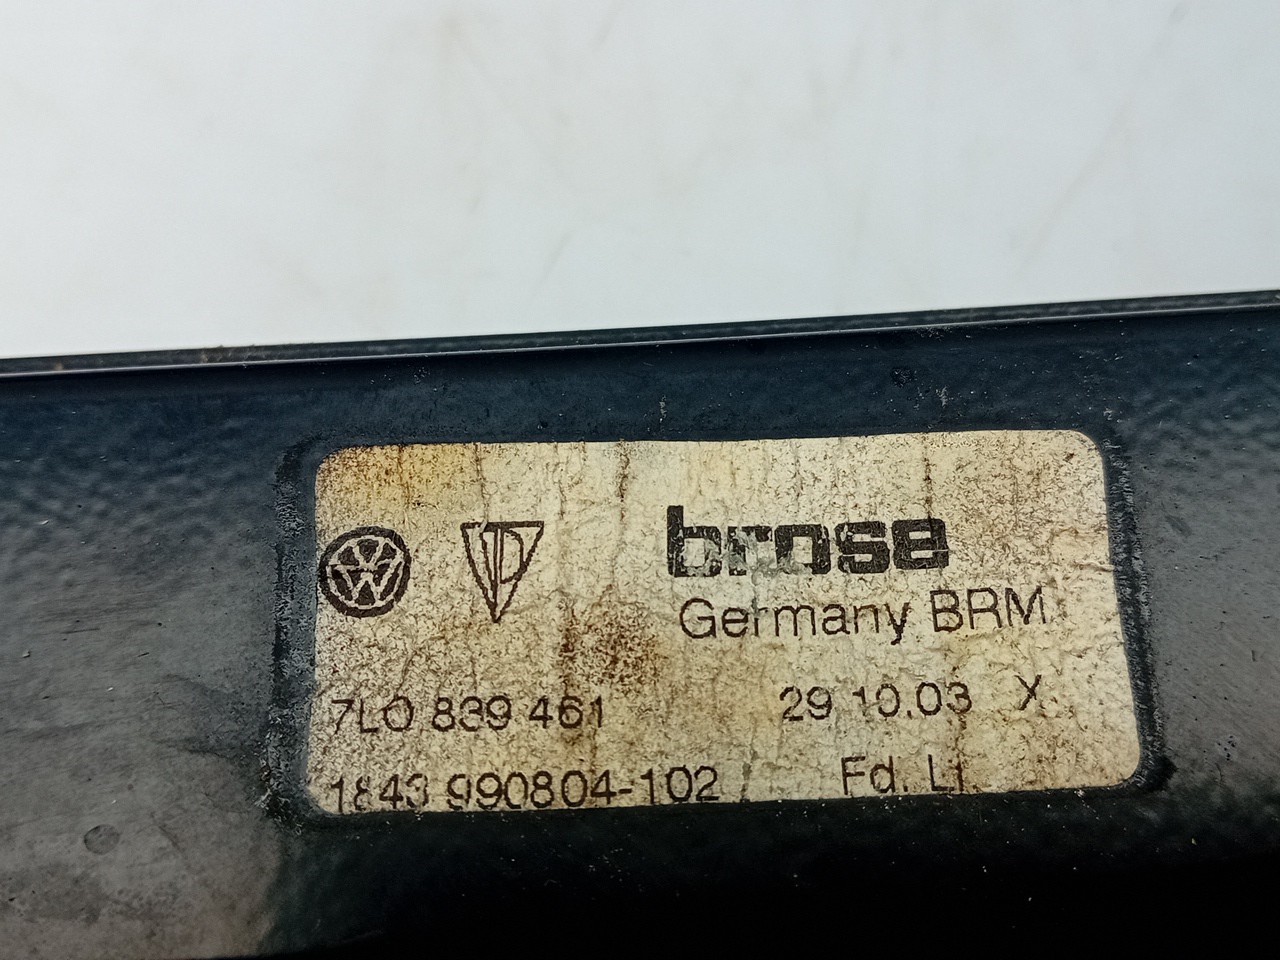 brose
Germany BRM
7L0 839 461 29.10.03 X
1843 990804-102 Fd. Li.